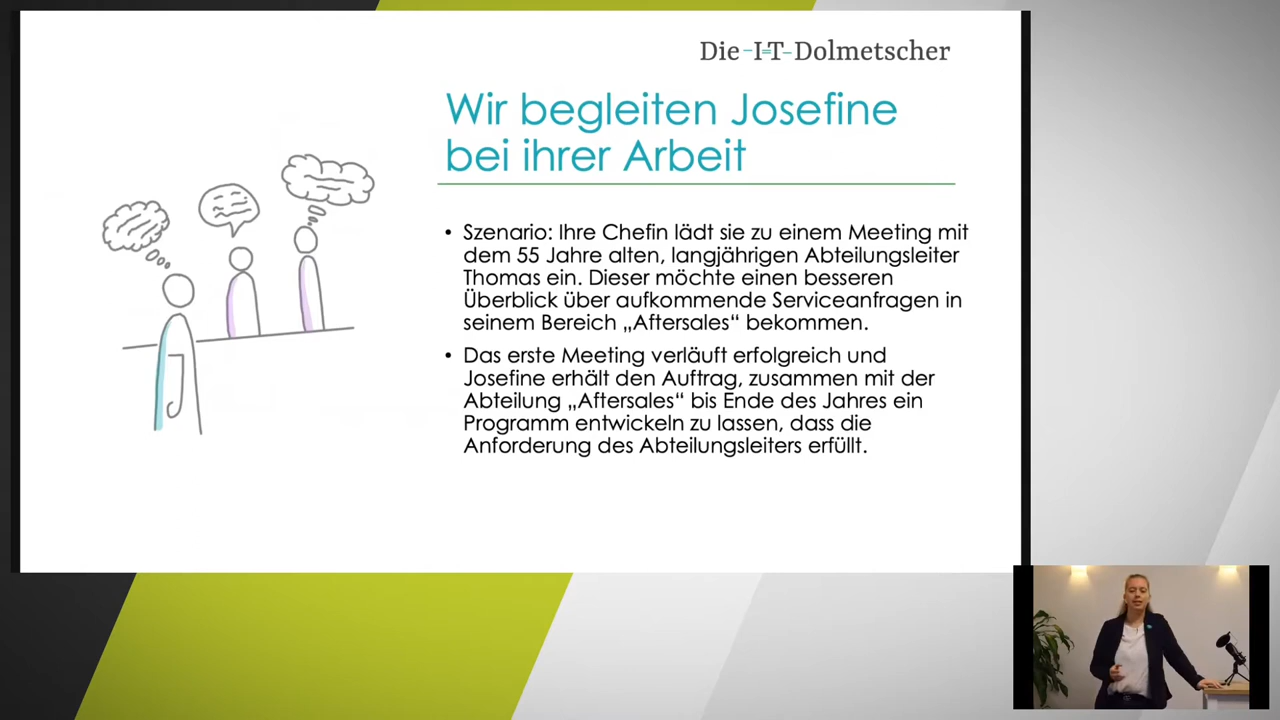 Die-I-T-Dolmetscher
Wir begleiten Josefine
bei ihrer Arbeit
• Szenario: Ihre Chefin lädt sie zu einem Meeting mit
dem 55 Jahre alten, langjährigen Abteilungsleiter
Thomas ein. Dieser möchte einen besseren
Überblick über aufkommende Serviceanfragen in
seinem Bereich „Aftersales“ bekommen.
• Das erste Meeting verläuft erfolgreich und
Josefine erhält den Auftrag, zusammen mit der
Abteilung „Aftersales“ bis Ende des Jahres ein
Programm entwickeln zu lassen, dass die
Anforderung des Abteilungsleiters erfüllt.
J